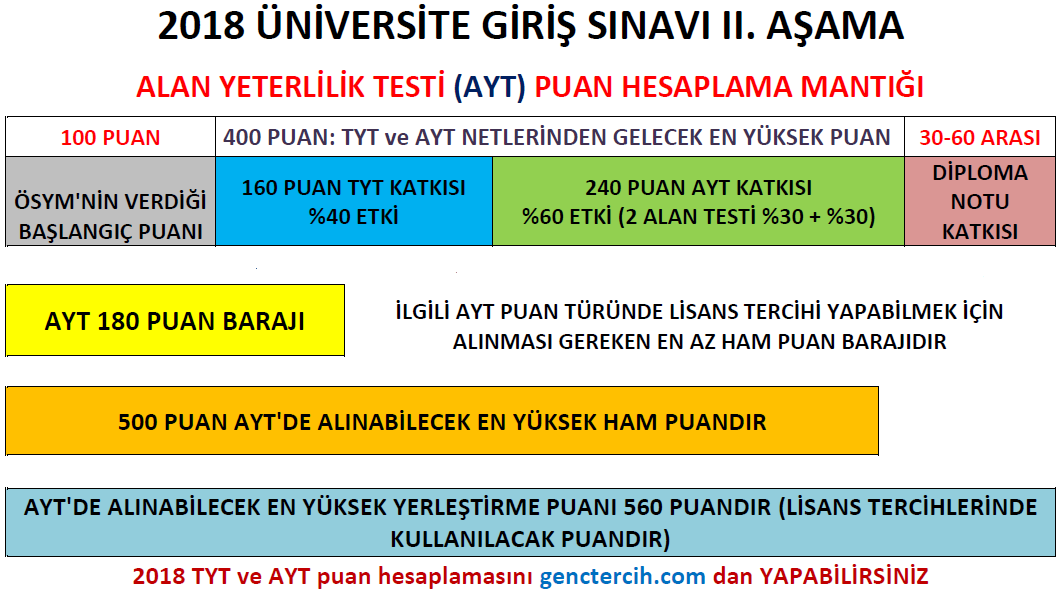 2018 ÜNİVERSİTE GİRİŞ SINAVI II. AŞAMA
ALAN YETERLİLİK TESTİ (AYT) PUAN HESAPLAMA MANTIĞI
100 PUAN
400 PUAN: TYT ve AYT NETLERİNDEN GELECEK EN YÜKSEK PUAN
30-60 ARASI
ÖSYM'NİN VERDİĞİ
BAŞLANGIÇ PUANI
160 PUAN TYT KATKISI
%40 ETKİ
240 PUAN AYT KATKISI
%60 ETKİ (2 ALAN TESTİ %30 + %30)
DİPLOMA
NOTU
KATKISI
AYT 180 PUAN BARAJI
İLGİLİ AYT PUAN TÜRÜNDE LİSANS TERCİHİ YAPABİLMEK İÇİN
ALINMASI GEREKEN EN AZ HAM PUAN BARAJIDIR
500 PUAN AYT'DE ALINABİLECEK EN YÜKSEK HAM PUANDIR
AYT'DE ALINABİLECEK EN YÜKSEK YERLEŞTİRME PUANI 560 PUANDIR (LİSANS TERCİHLERİNDE
KULLANILACAK PUANDIR)
2018 TYT ve AYT puan hesaplamasını genctercih.com dan YAPABİLİRSİNİZ